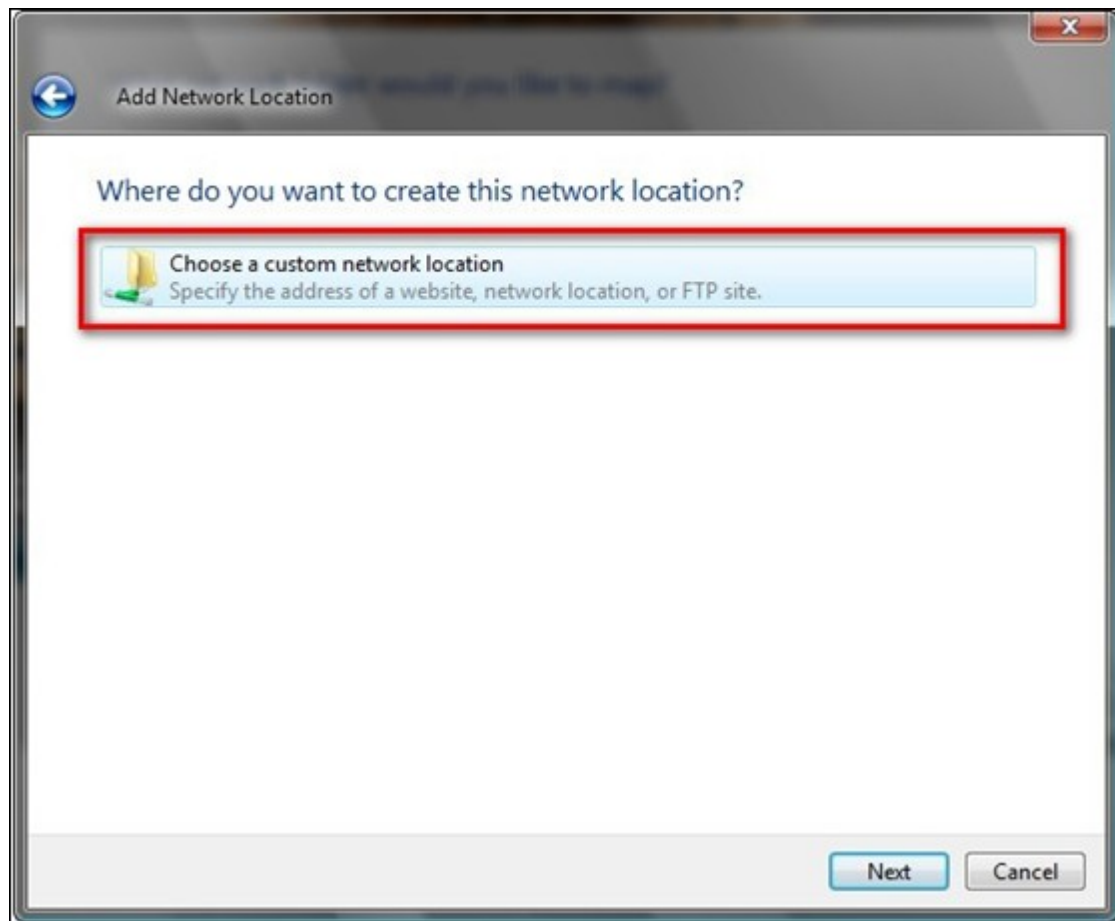 Add Network Location
Where do you want to create this network location?
Choose a custom network location
Specify the address of a website, network location, or FTP site.
Next
Cancel